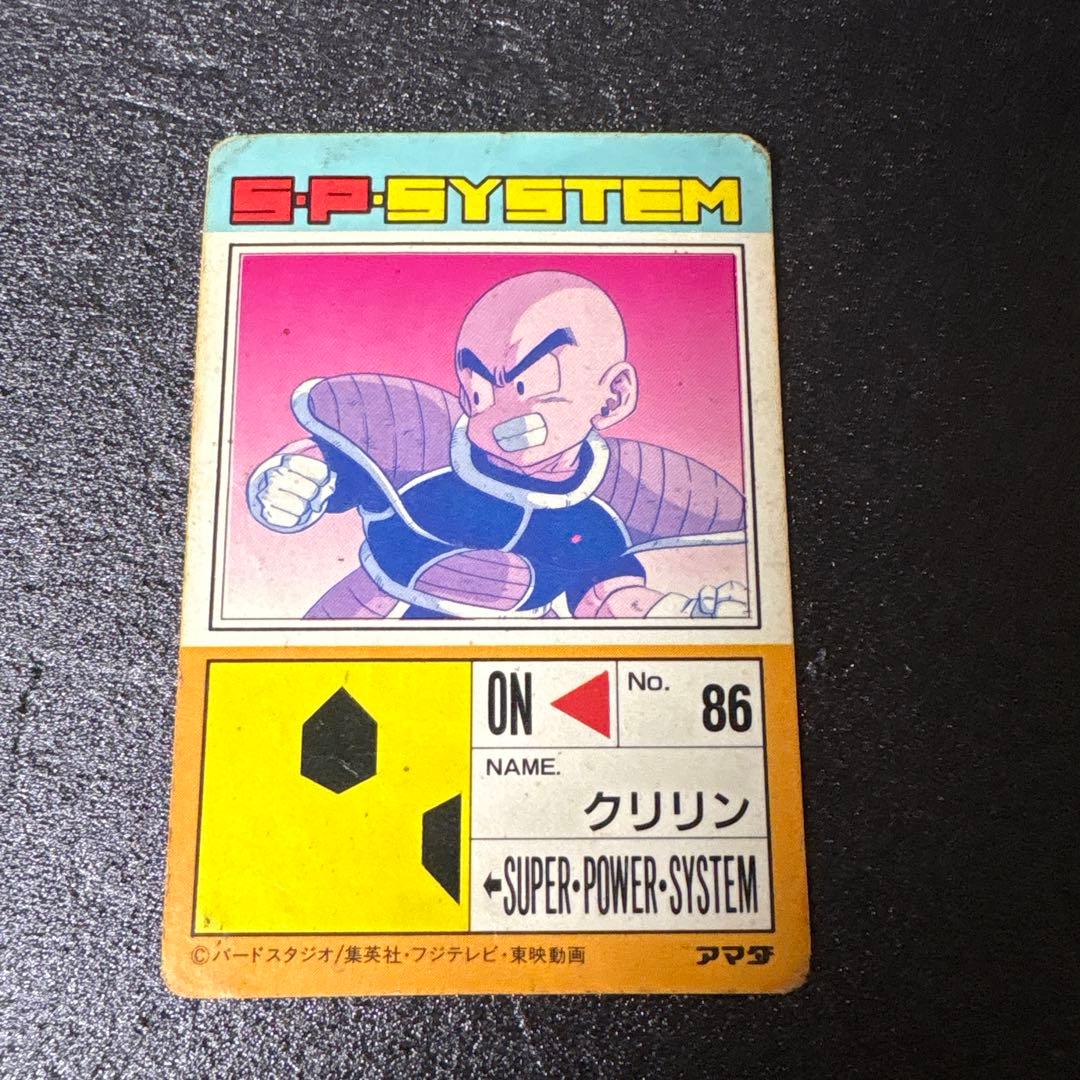 S·P·SYSTEM
ON
No. 86
NAME.
クリリン
←SUPER·POWER·SYSTEM
©バードスタジオ/集英社・フジテレビ・東映動画
アマダ